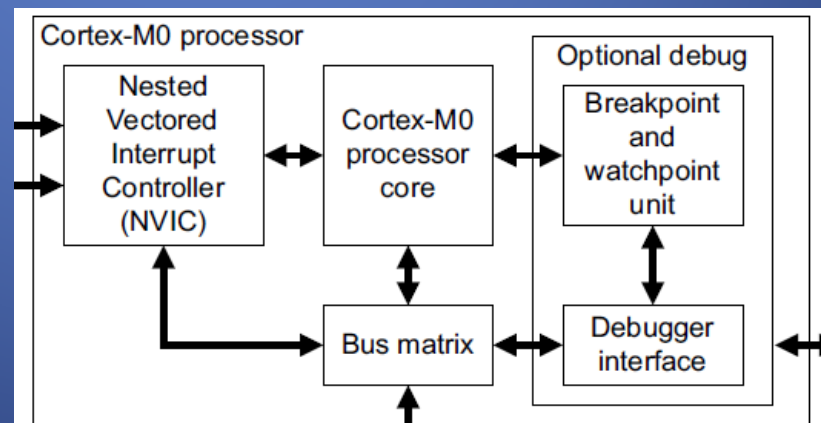 Cortex-M0 processor
Nested
Vectored
Interrupt
Controller
(NVIC)
Cortex-M0
processor
core
Optional debug
Breakpoint
and
watchpoint
unit
Bus matrix
Debugger
interface